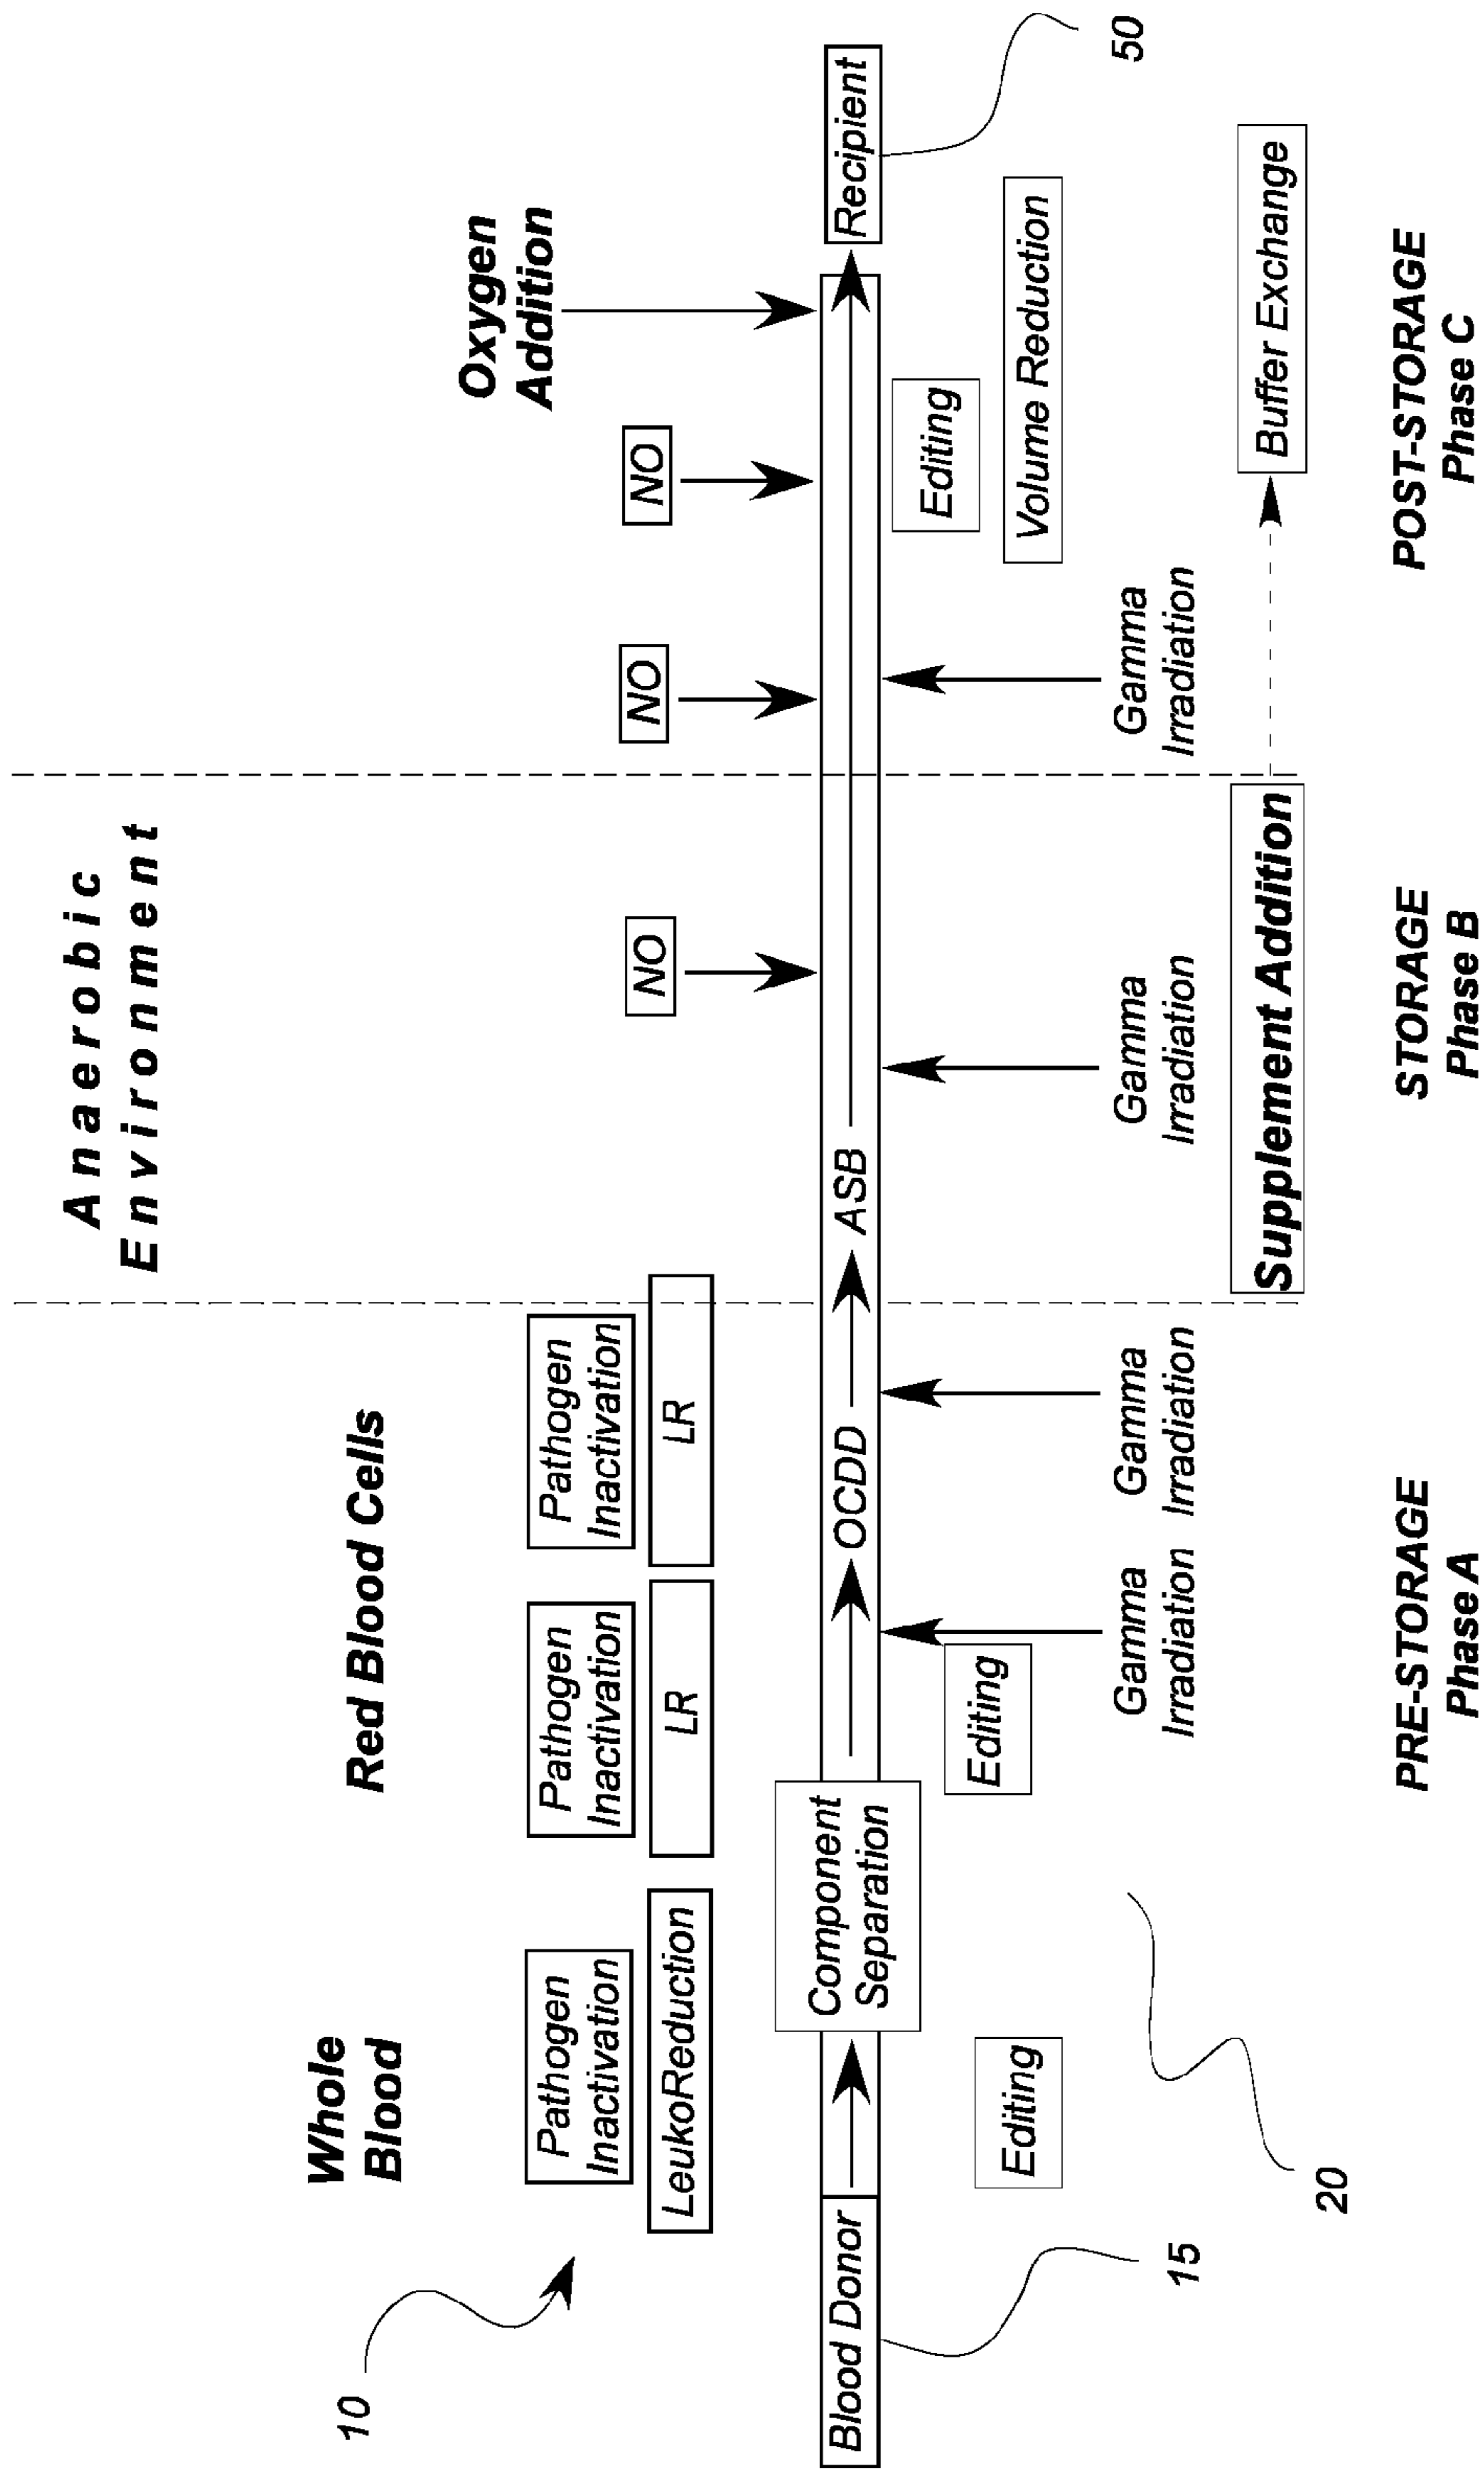 Anaerobic
Environment
Whole
Blood
Red Blood Cells
Oxygen
Addition
10
Pathogen
Inactivation
Pathogen
Inactivation
Pathogen
Inactivation
LeukoReduction
LR
LR
NO
NO
NO
Blood Donor
Component
Separation
OCDD
ASB
Recipient
Editing
Editing
Editing
Volume Reduction
15
Gamma
Irradiation
Gamma
Irradiation
Gamma
Irradiation
Gamma
Irradiation
50
20
Supplement Addition
Buffer Exchange
PRE-STORAGE
Phase A
STORAGE
Phase B
POST-STORAGE
Phase C